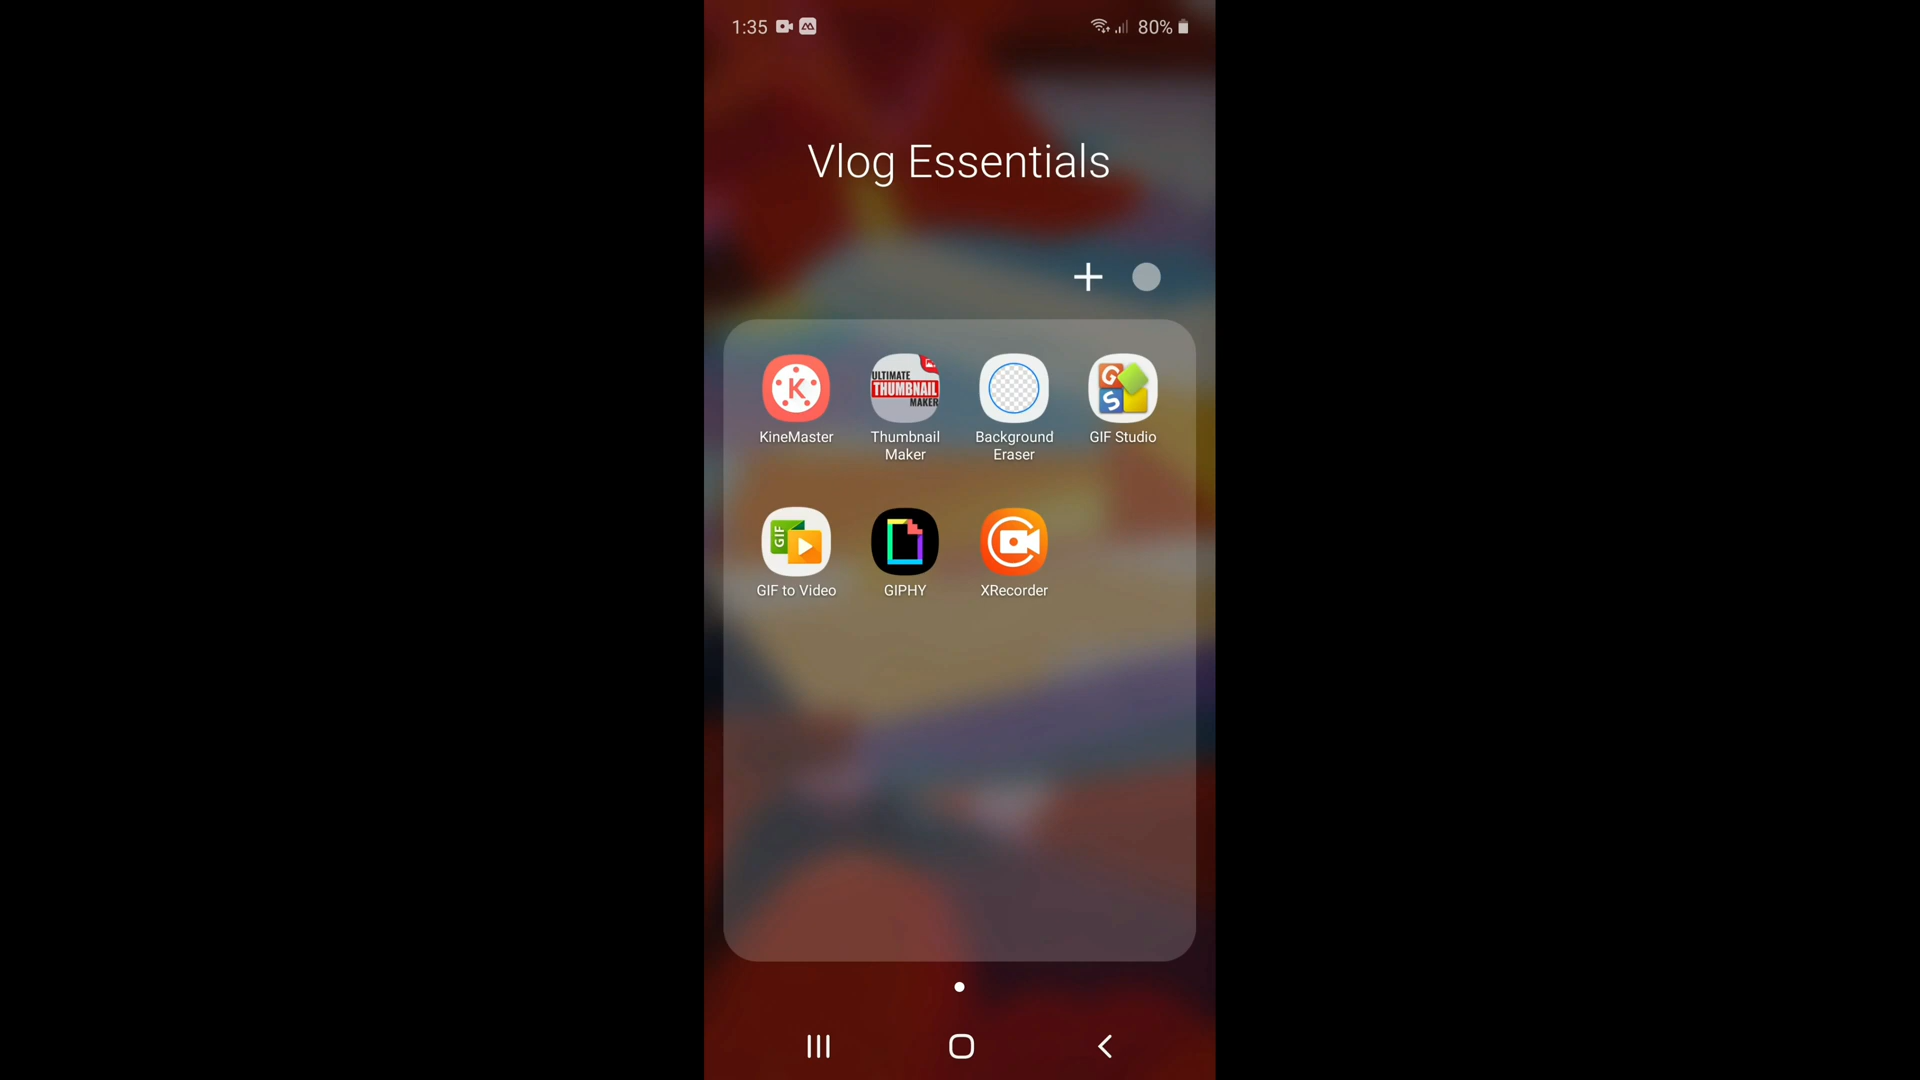 1:35 80%
Vlog Essentials
ULTIMATE
THUMBNAIL
MAKER
K
G
S
KineMaster
Thumbnail
Maker
Background
Eraser
GIF Studio
GIF
GIF to Video
GIPHY
XRecorder